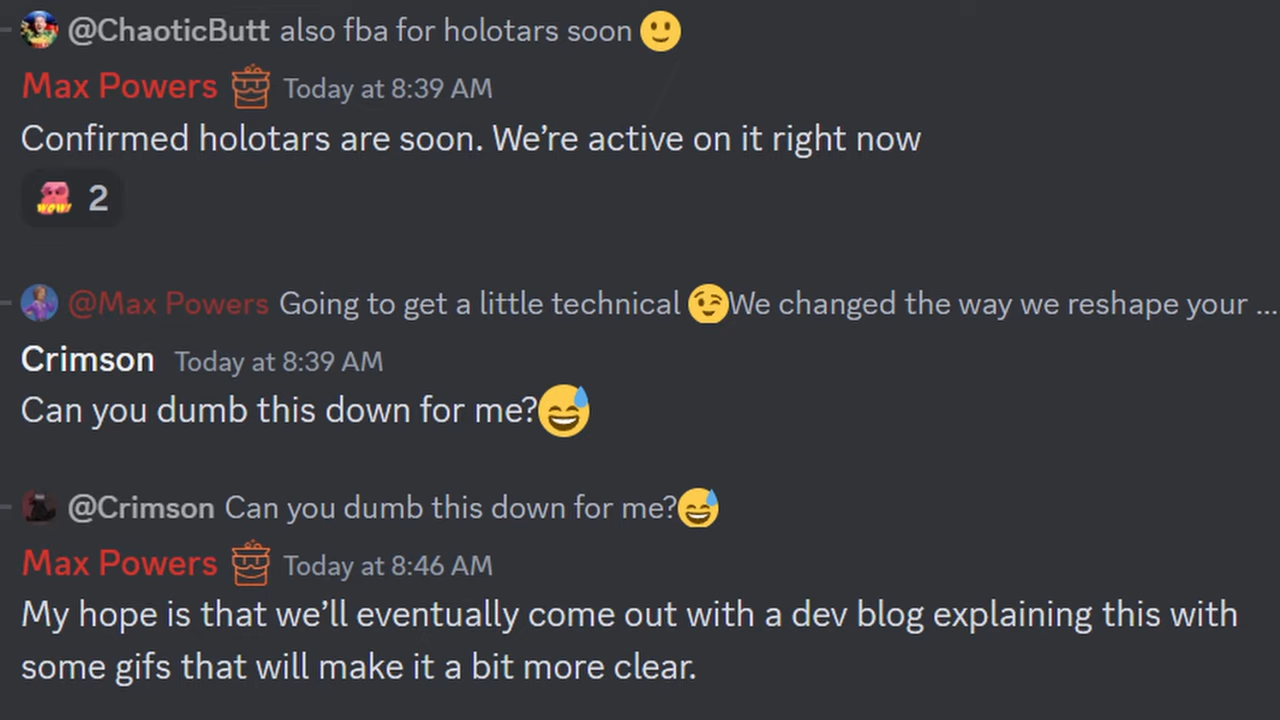 @ChaoticButt also fba for holotars soon 🙂
Max Powers Today at 8:39 AM
Confirmed holotars are soon. We're active on it right now
WOW! 2
@Max Powers Going to get a little technical 😉We changed the way we reshape your ...
Crimson Today at 8:39 AM
Can you dumb this down for me?😅
@Crimson Can you dumb this down for me?😅
Max Powers Today at 8:46 AM
My hope is that we'll eventually come out with a dev blog explaining this with
some gifs that will make it a bit more clear.